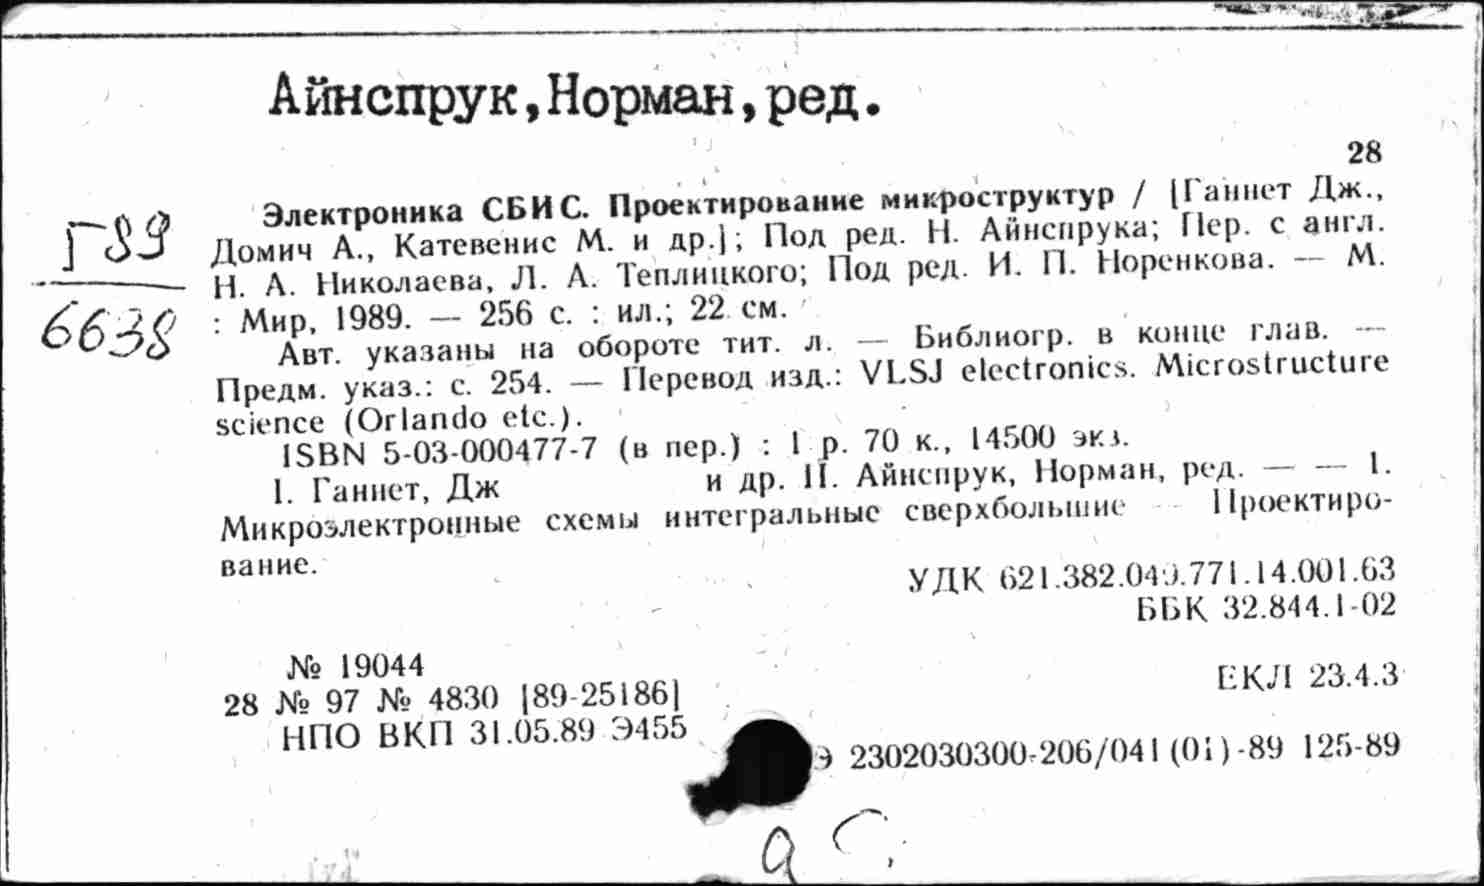 Айнспрук,Норман,ред.
28
Г89
6638
Электроника СБИС. Проектирование микроструктур / [Ганнет Дж.,
Домич А., Катевенис М. и др.]; Под ред. Н. Айнспрука; Пер. с англ.
Н. А. Николаева, Л. А. Теплицкого; Под ред. И. П. Норенкова. — М.
: Мир, 1989. — 256 с. : ил.; 22 см.
Авт. указаны на обороте тит. л. — Библиогр. в конце глав. —
Предм. указ.: с. 254. — Перевод изд.: VLSJ electronics. Microstructure
science (Orlando etc.).
ISBN 5-03-000477-7 (в пер.) : 1 р. 70 к., 14500 экз.
1. Ганнет, Дж и др. II. Айнспрук, Норман, ред. — — 1.
Микроэлектронные схемы интегральные сверхбольшие — Проектиро-
вание.
УДК 621.382.049.771.14.001.63
ББК 32.844.1-02
№ 19044
28 № 97 № 4830 [89-25186]
НПО ВКП 31.05.89 Э455
ЕКЛ 23.4.3
Э 2302030300-206/041(01)-89 125-89